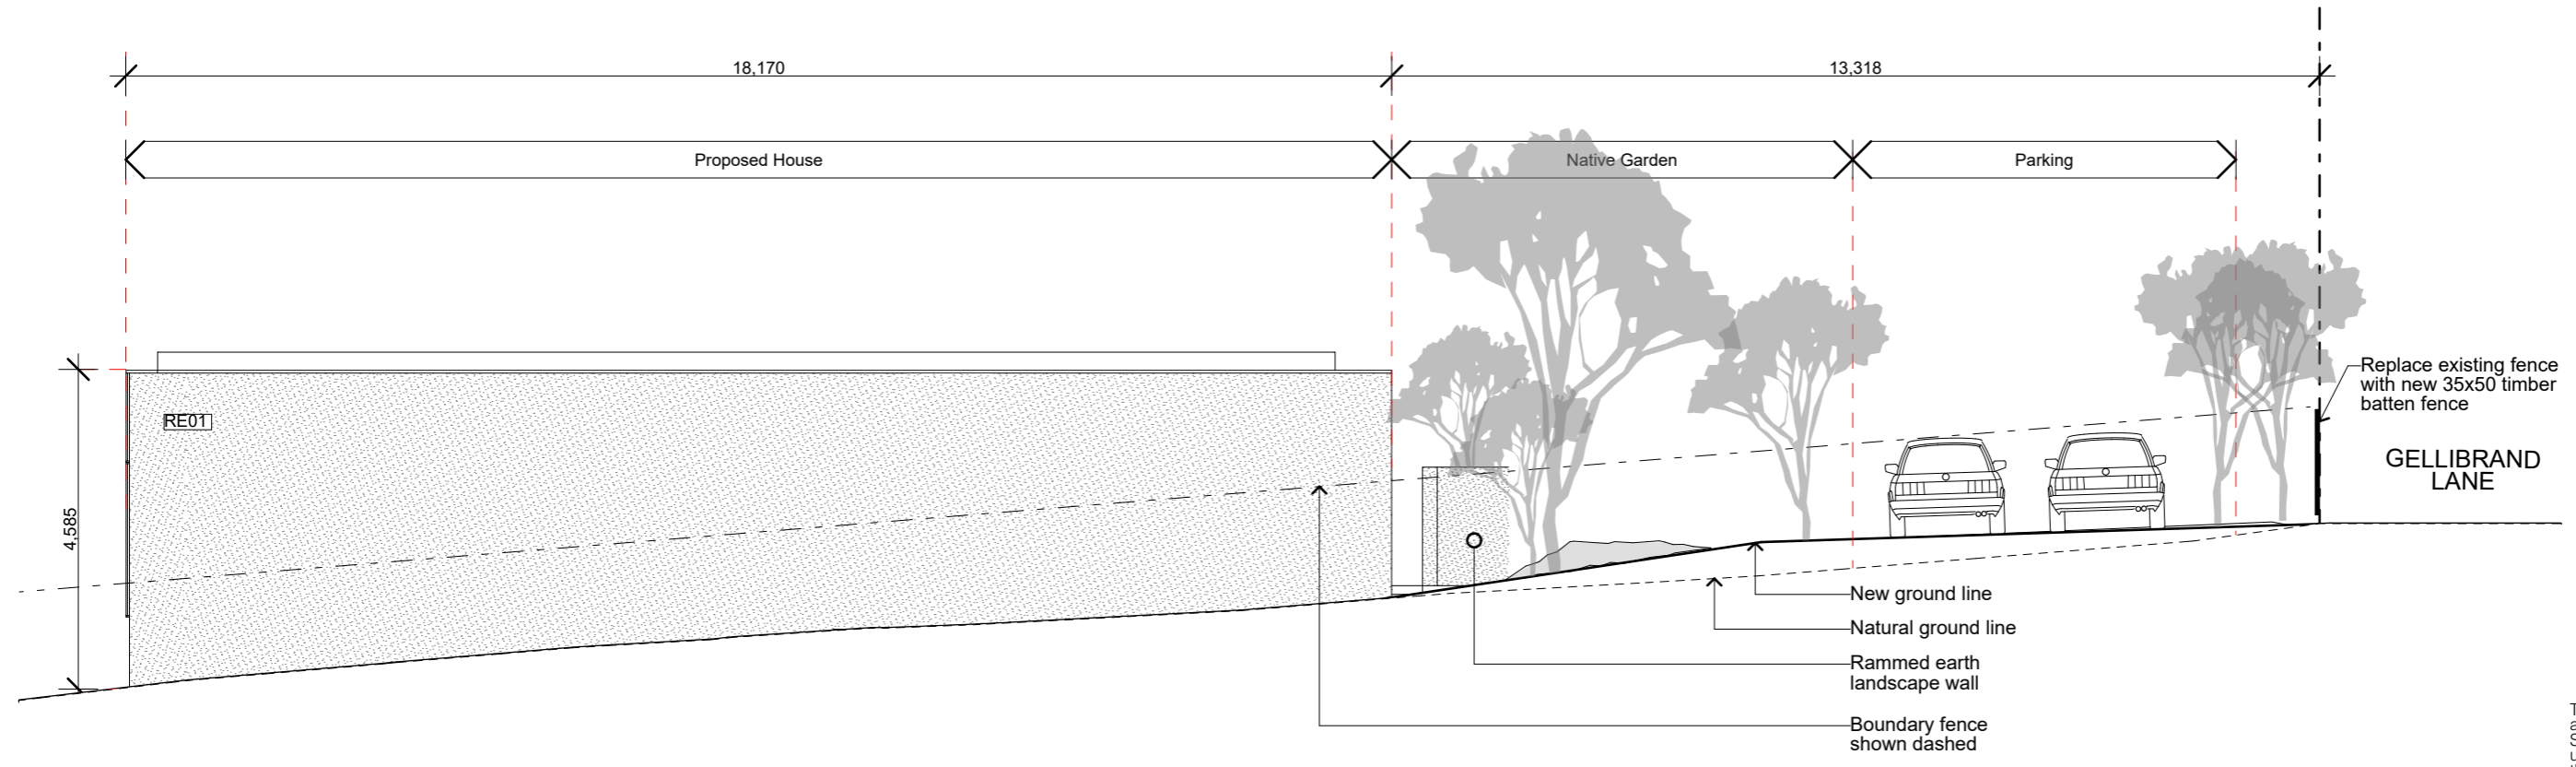 18,170
13,318
Proposed House
Native Garden
Parking
4,585
RE01
Replace existing fence
with new 35x50 timber
batten fence
GELLIBRAND
LANE
New ground line
Natural ground line
Rammed earth
landscape wall
Boundary fence
shown dashed